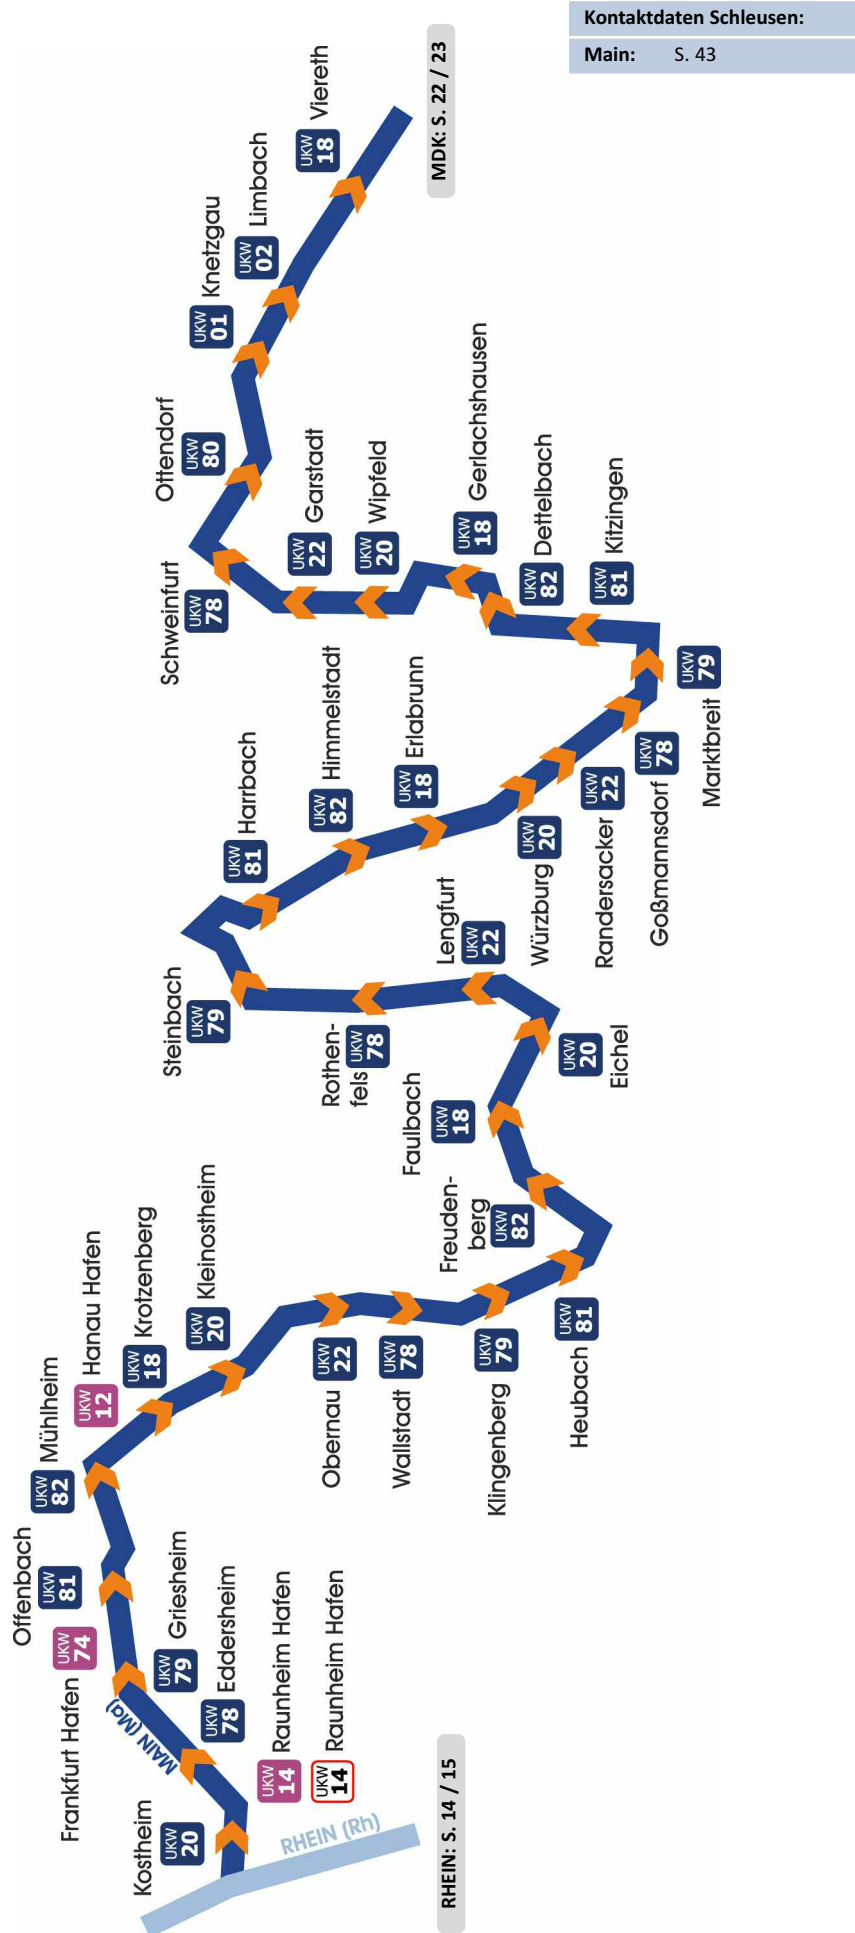 Kontaktdaten Schleusen:
Main: S. 43
MDK: S. 22 / 23
Viereth
UKW
18
Limbach
UKW
02
Knetzgau
UKW
01
Ottendorf
UKW
80
Schweinfurt
UKW
78
Garstadt
UKW
22
Wipfeld
UKW
20
Gerlachshausen
UKW
18
Dettelbach
UKW
82
Kitzingen
UKW
81
Marktbreit
UKW
79
Goßmannsdorf
UKW
78
Randersacker
UKW
22
Würzburg
UKW
20
Erlabrunn
UKW
18
Himmelstadt
UKW
82
Harrbach
UKW
81
Steinbach
UKW
79
Rothen-
fels
UKW
78
Lengfurt
UKW
22
Eichel
UKW
20
Faulbach
UKW
18
Freuden-
berg
UKW
82
Heubach
UKW
81
Klingenberg
UKW
79
Wallstadt
UKW
78
Obernau
UKW
22
Kleinostheim
UKW
20
Krotzenberg
UKW
18
Hanau Hafen
UKW
12
Mühlheim
UKW
82
Offenbach
UKW
81
Frankfurt Hafen
UKW
74
Griesheim
UKW
79
Eddersheim
UKW
78
Raunheim Hafen
UKW
14
Raunheim Hafen
UKW
14
MAIN (Ma)
Kostheim
UKW
20
RHEIN (Rh)
RHEIN: S. 14 / 15